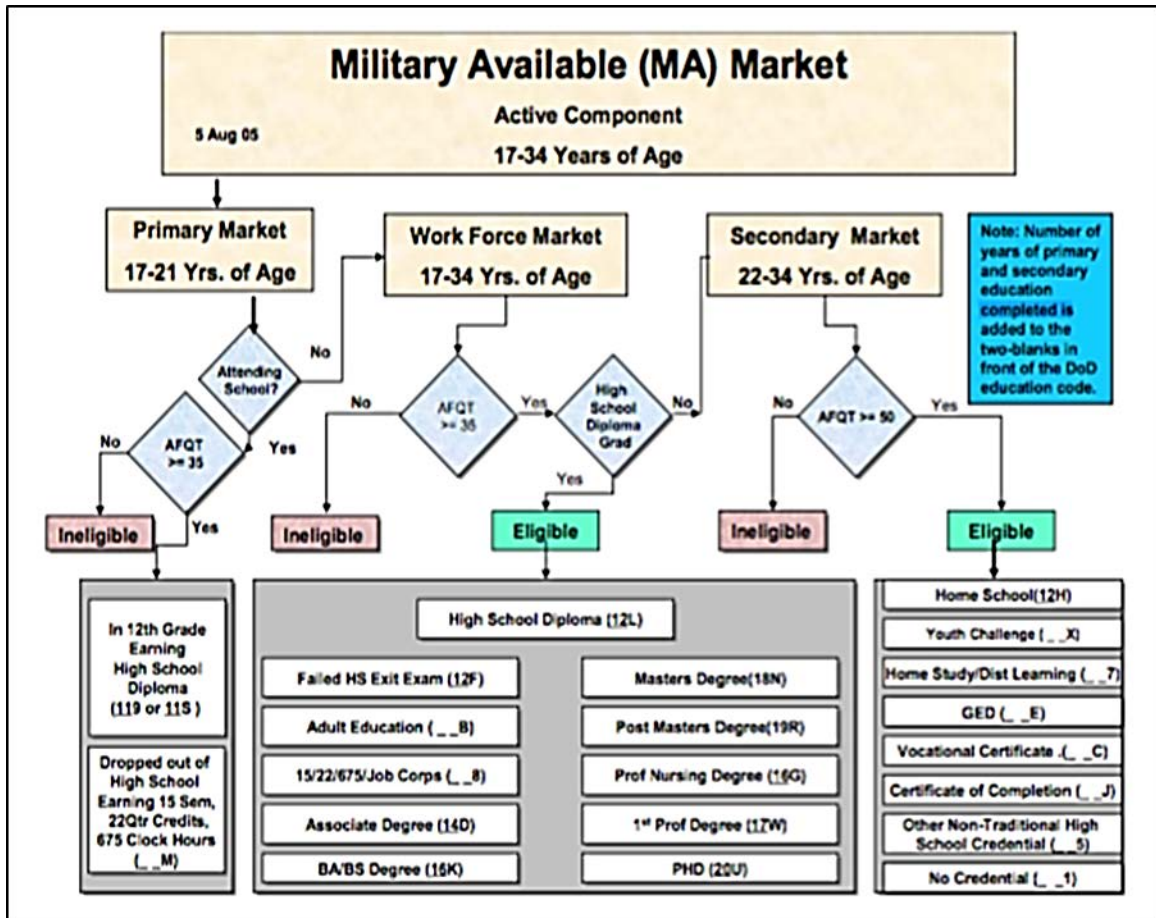 Military Available (MA) Market
Active Component
5 Aug 05
17-34 Years of Age
Primary Market
17-21 Yrs. of Age
Work Force Market
17-34 Yrs. of Age
Secondary Market
22-34 Yrs. of Age
Note: Number of
years of primary
and secondary
education
completed is
added to the
two-blanks in
front of the DoD
education code.
Attending
School?
No
Yes
AFQT
>= 35
No
Yes
Ineligible
AFQT
>= 35
No
Yes
Ineligible
High
School
Diploma
Grad
No
Yes
Eligible
AFQT >= 50
No
Yes
Ineligible
Eligible
In 12th Grade
Earning
High School
Diploma
(119 or 11S )
Dropped out of
High School
Earning 15 Sem,
22Qtr Credits,
675 Clock Hours
(_ _M)
High School Diploma (12L)
Failed HS Exit Exam (12F)
Adult Education (_ _B)
15/22/675/Job Corps (_ _8)
Associate Degree (14D)
BA/BS Degree (16K)
Masters Degree(18N)
Post Masters Degree(19R)
Prof Nursing Degree (16G)
1st Prof Degree (17W)
PHD (20U)
Home School(12H)
Youth Challenge (_ _X)
Home Study/Dist Learning (_ _7)
GED (_ _E)
Vocational Certificate .(_ _C)
Certificate of Completion (_ _J)
Other Non-Traditional High
School Credential (_ _5)
No Credential (_ _1)